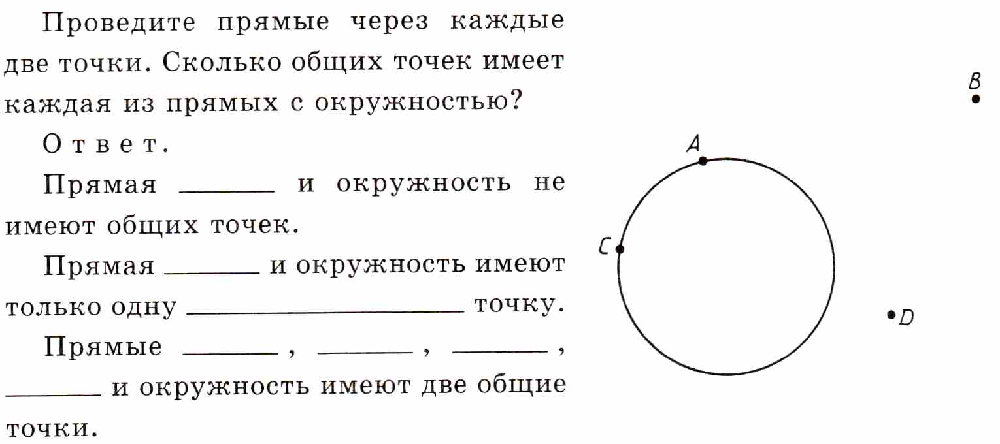 Проведите прямые через каждые
две точки. Сколько общих точек имеет
каждая из прямых с окружностью?
Ответ.
Прямая ______ и окружность не
имеют общих точек.
Прямая ______ и окружность имеют
только одну __________________ точку.
Прямые ______ , ______ , ______ ,
______ и окружность имеют две общие
точки.
B
A
C
D